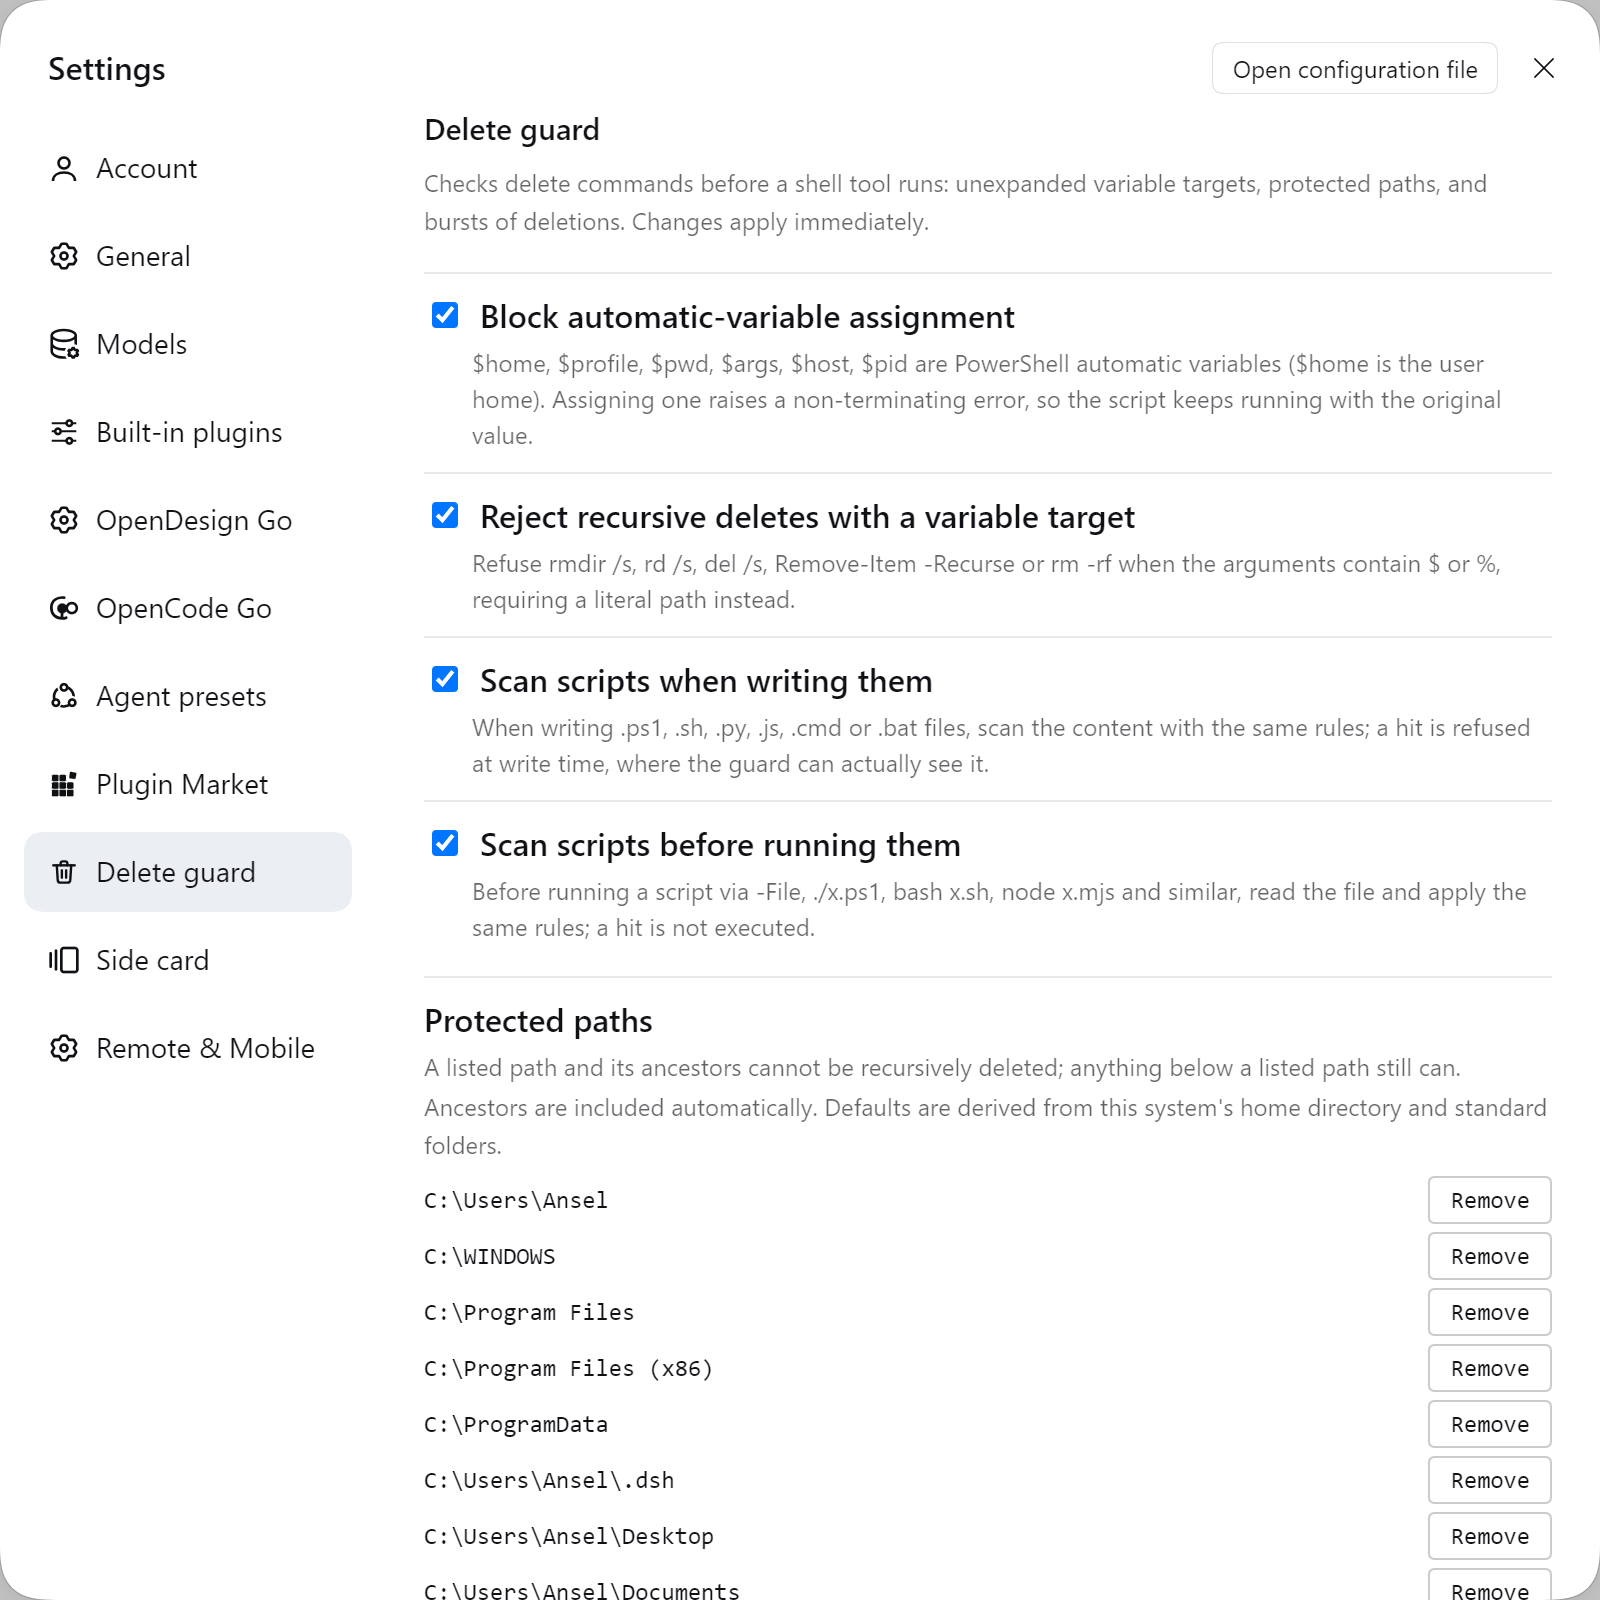 Settings
Open configuration file
Account
General
Models
Built-in plugins
OpenDesign Go
OpenCode Go
Agent presets
Plugin Market
Delete guard
Side card
Remote & Mobile
Delete guard
Checks delete commands before a shell tool runs: unexpanded variable targets, protected paths, and
bursts of deletions. Changes apply immediately.
Block automatic-variable assignment
$home, $profile, $pwd, $args, $host, $pid are PowerShell automatic variables ($home is the user
home). Assigning one raises a non-terminating error, so the script keeps running with the original
value.
Reject recursive deletes with a variable target
Refuse rmdir /s, rd /s, del /s, Remove-Item -Recurse or rm -rf when the arguments contain $ or %,
requiring a literal path instead.
Scan scripts when writing them
When writing .ps1, .sh, .py, .js, .cmd or .bat files, scan the content with the same rules; a hit is refused
at write time, where the guard can actually see it.
Scan scripts before running them
Before running a script via -File, ./x.ps1, bash x.sh, node x.mjs and similar, read the file and apply the
same rules; a hit is not executed.
Protected paths
A listed path and its ancestors cannot be recursively deleted; anything below a listed path still can.
Ancestors are included automatically. Defaults are derived from this system's home directory and standard
folders.
C:\Users\Ansel Remove
C:\WINDOWS Remove
C:\Program Files Remove
C:\Program Files (x86) Remove
C:\ProgramData Remove
C:\Users\Ansel\.dsh Remove
C:\Users\Ansel\Desktop Remove
C:\Users\Ansel\Documents Remove